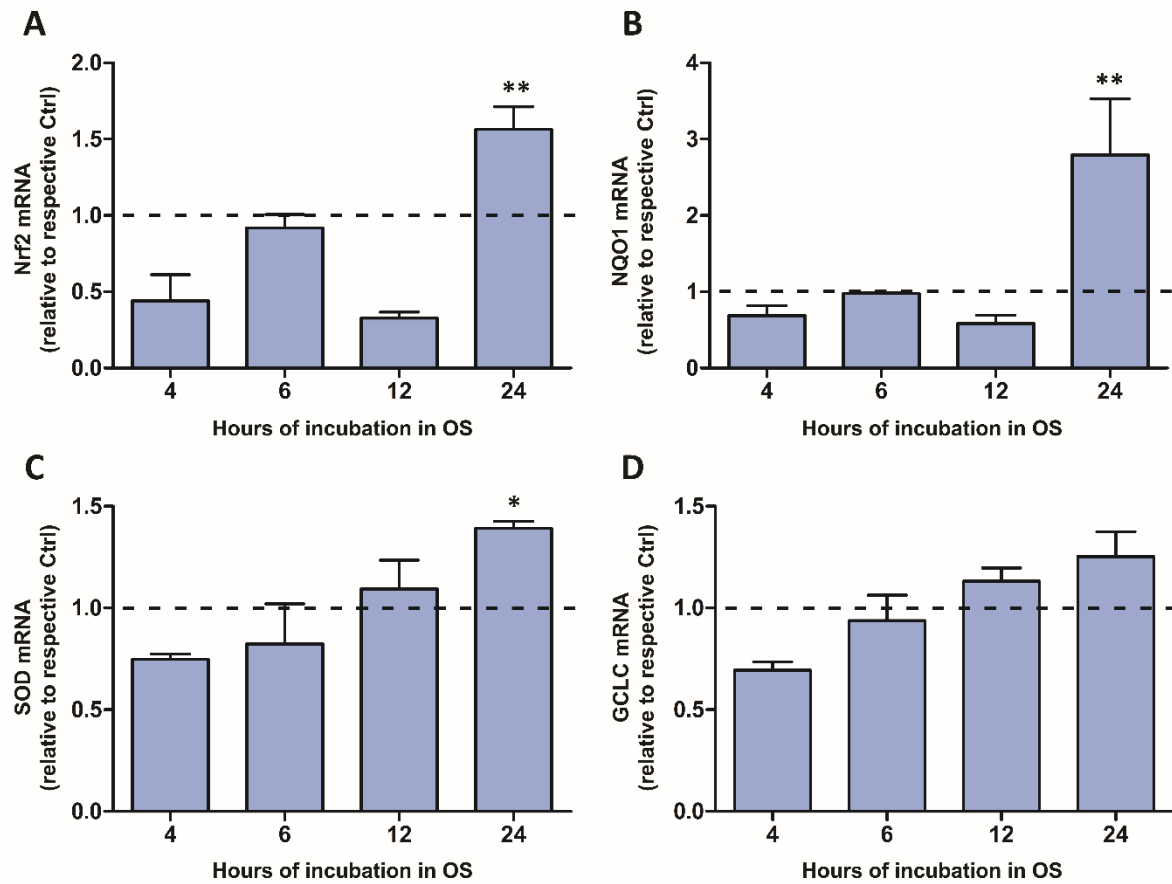 A
Nrf2 mRNA
(relative to respective Ctrl)
2.0
1.5
1.0
0.5
0.0
**
4 6 12 24
Hours of incubation in OS
B
NQO1 mRNA
(relative to respective Ctrl)
4
3
2
1
0
**
4 6 12 24
Hours of incubation in OS
C
SOD mRNA
(relative to respective Ctrl)
1.5
1.0
0.5
0.0
*
4 6 12 24
Hours of incubation in OS
D
GCLC mRNA
(relative to respective Ctrl)
1.5
1.0
0.5
0.0
4 6 12 24
Hours of incubation in OS